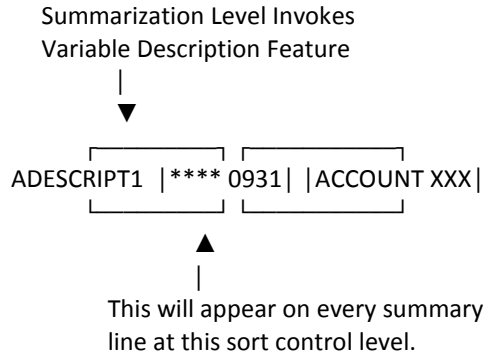 Summarization Level Invokes
Variable Description Feature
ADESCRIPT1 |**** 0931| |ACCOUNT XXX|
This will appear on every summary
line at this sort control level.